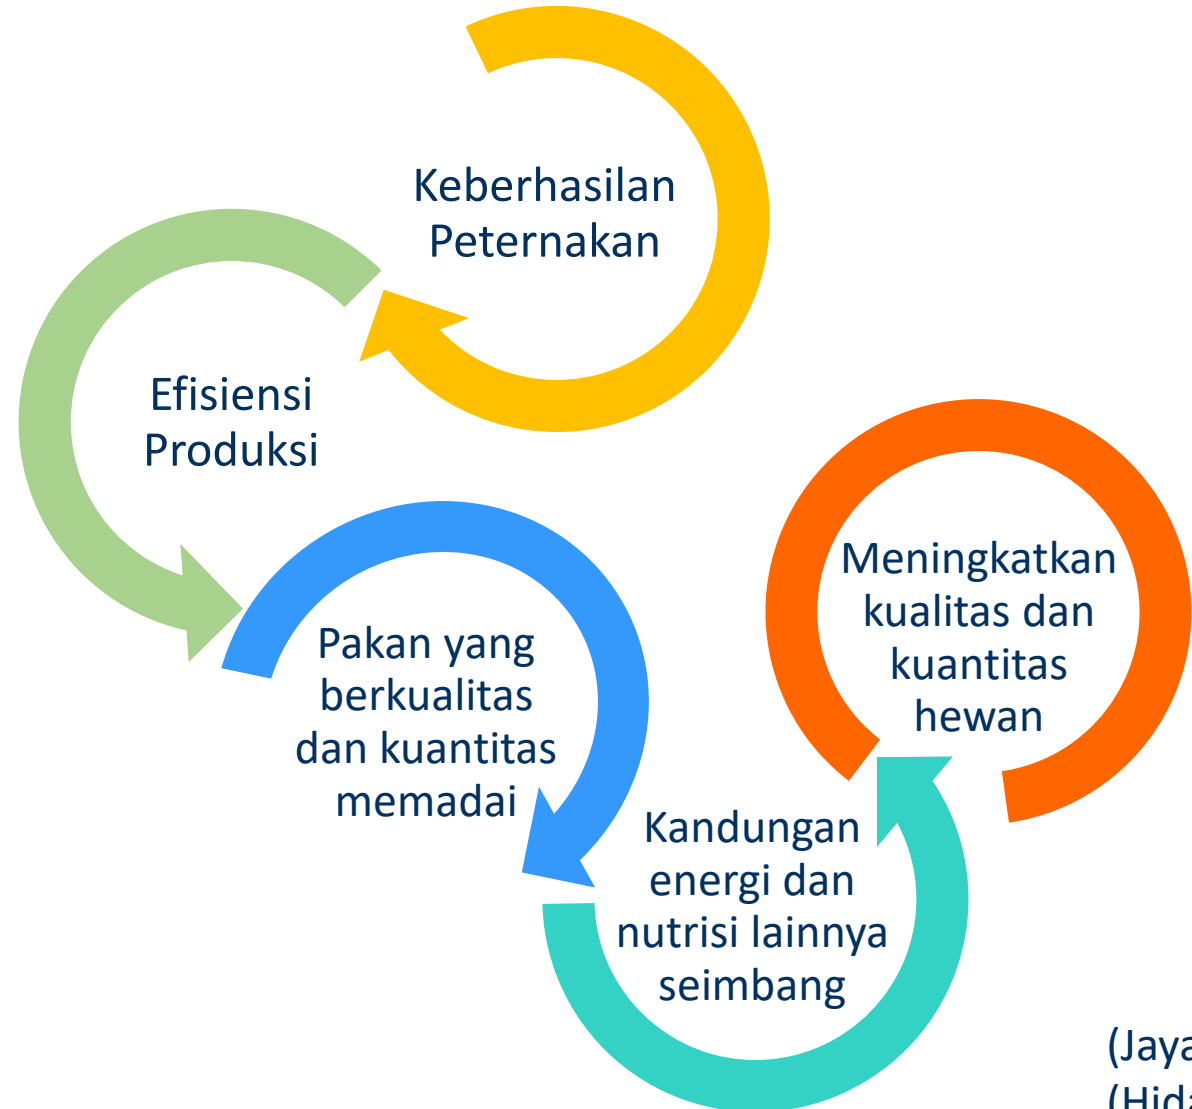 Keberhasilan
Peternakan
Efisiensi
Produksi
Pakan yang
berkualitas
dan kuantitas
memadai
Kandungan
energi dan
nutrisi lainnya
seimbang
Meningkatkan
kualitas dan
kuantitas
hewan